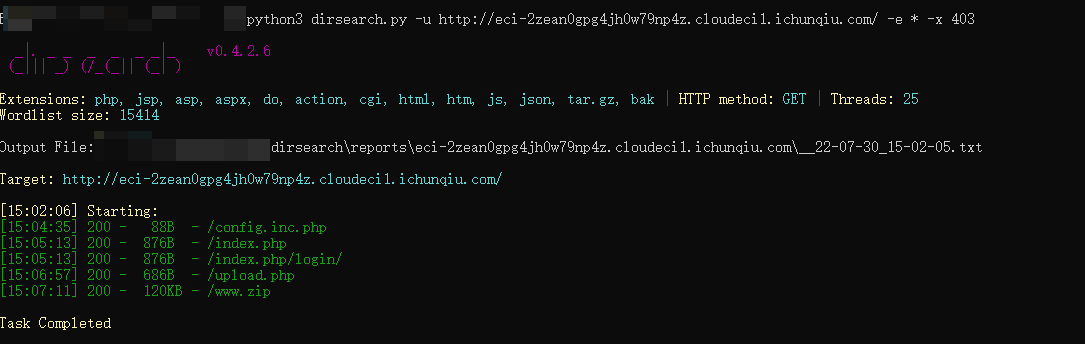 python3 dirsearch.py -u http://eci-2zean0gpg4jh0w79np4z.cloudeci1.ichunqiu.com/ -e * -x 403
dirsearch v0.4.2.6
Extensions: php, jsp, asp, aspx, do, action, cgi, html, htm, js, json, tar.gz, bak | HTTP method: GET | Threads: 25
Wordlist size: 15414
Output File: dirsearch\reports\eci-2zean0gpg4jh0w79np4z.cloudeci1.ichunqiu.com\__22-07-30_15-02-05.txt
Target: http://eci-2zean0gpg4jh0w79np4z.cloudeci1.ichunqiu.com/
[15:02:06] Starting:
[15:04:35] 200 -   88B  - /config.inc.php
[15:05:13] 200 -  876B  - /index.php
[15:05:13] 200 -  876B  - /index.php/login/
[15:06:57] 200 -  686B  - /upload.php
[15:07:11] 200 -  120KB - /www.zip
Task Completed